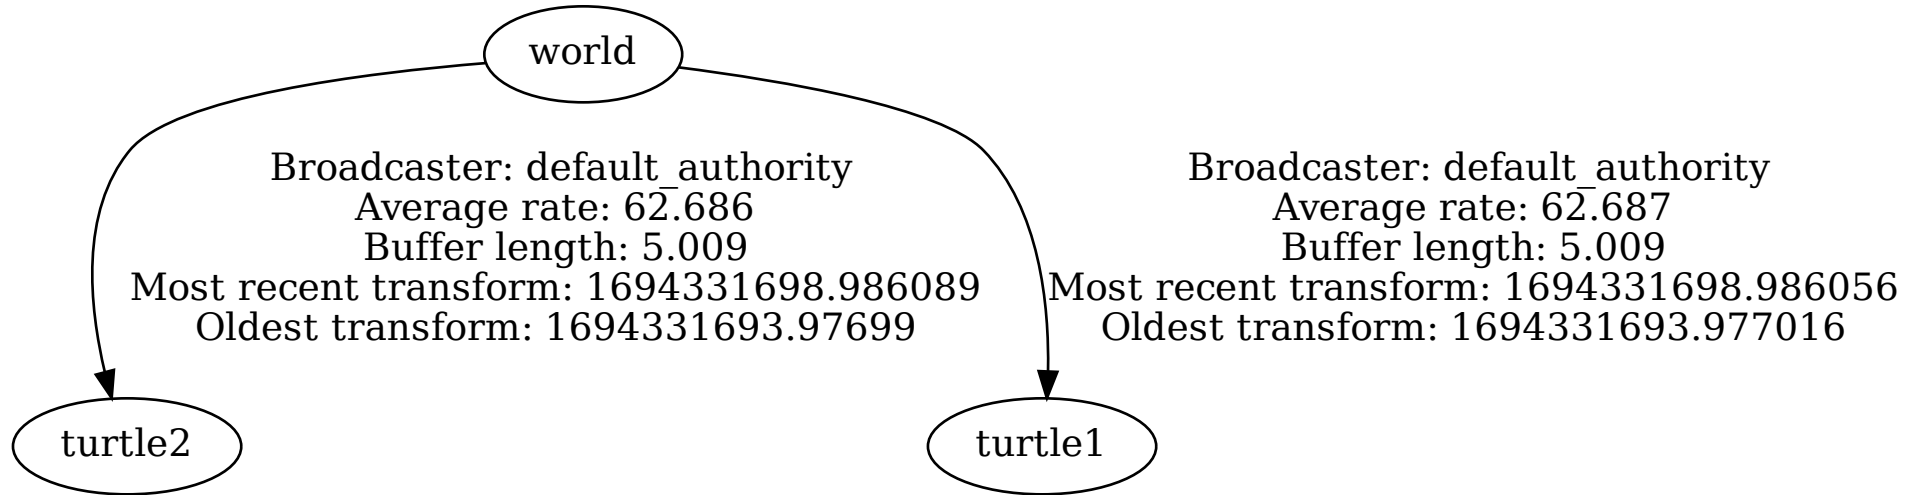 world
Broadcaster: default_authority
Average rate: 62.686
Buffer length: 5.009
Most recent transform: 1694331698.986089
Oldest transform: 1694331693.97699
Broadcaster: default_authority
Average rate: 62.687
Buffer length: 5.009
Most recent transform: 1694331698.986056
Oldest transform: 1694331693.977016
turtle2
turtle1